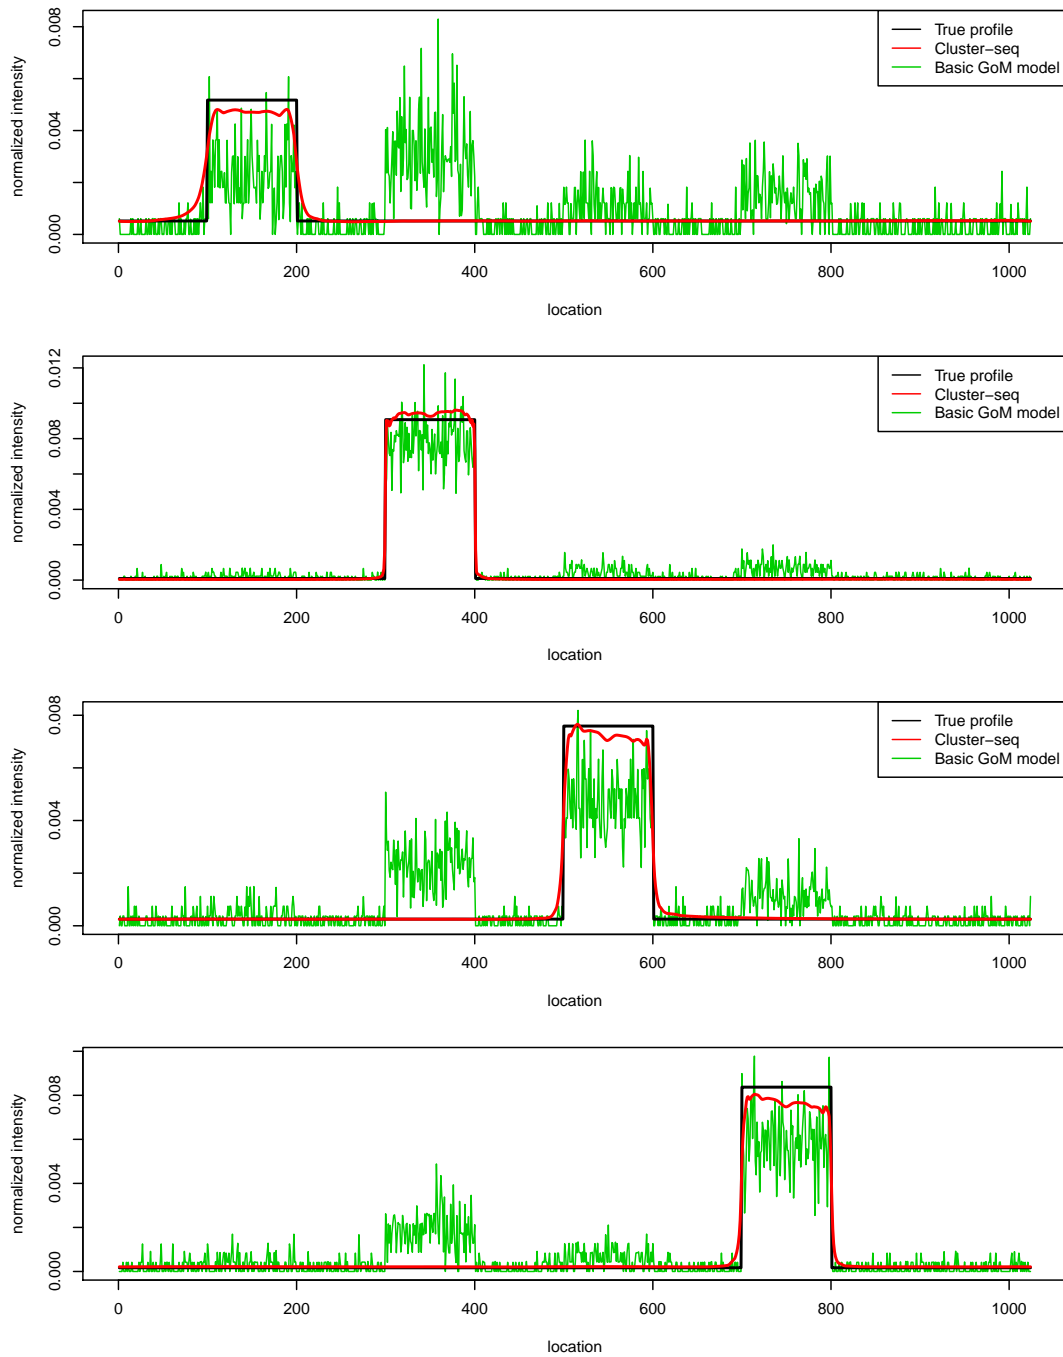 0.008
True profile
Cluster−seq
Basic GoM model
normalized intensity
0.004
0.000
0 200 400 600 800 1000
location
0.012
True profile
Cluster−seq
Basic GoM model
normalized intensity
0.008
0.004
0.000
0 200 400 600 800 1000
location
0.008
True profile
Cluster−seq
Basic GoM model
normalized intensity
0.004
0.000
0 200 400 600 800 1000
location
normalized intensity
0.008
0.004
0.000
0 200 400 600 800 1000
location